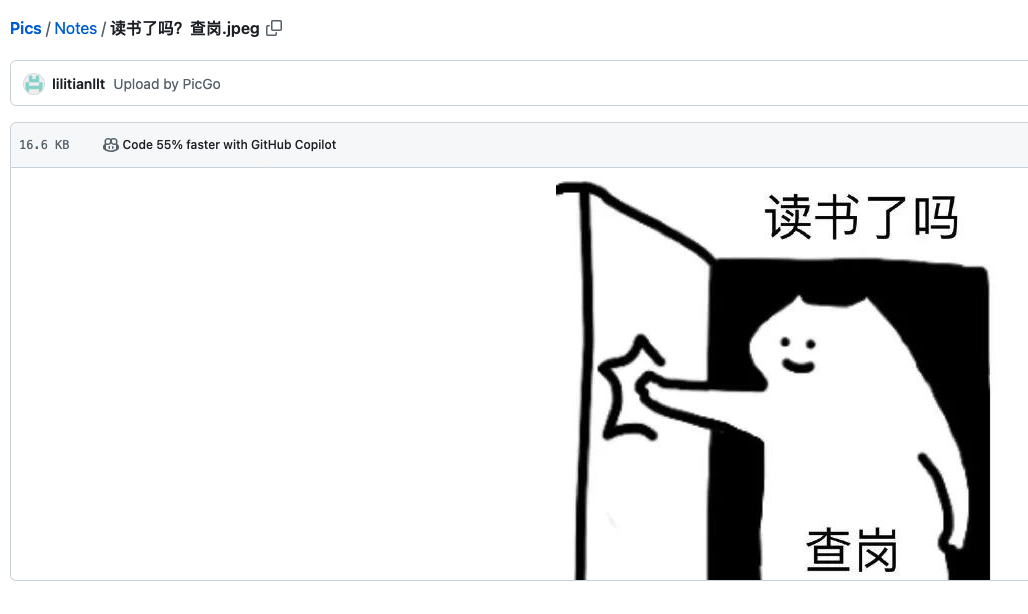 Pics / Notes / 读书了吗？查岗.jpeg
lilitianllt Upload by PicGo
16.6 KB Code 55% faster with GitHub Copilot
读书了吗
查岗